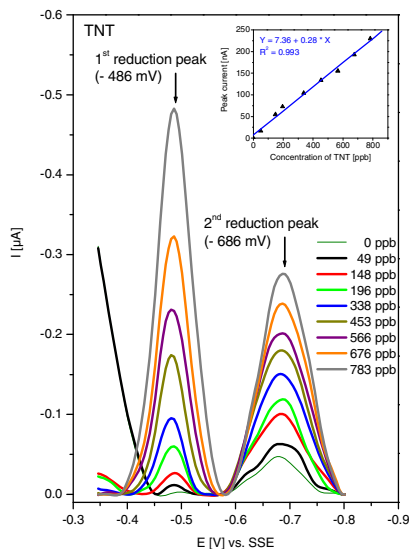 TNT
1st reduction peak
(- 486 mV)
2nd reduction peak
(- 686 mV)
Y = 7.36 + 0.28 * X
R2 = 0.993
Peak current [nA]
250
200
150
100
50
0
0 200 400 600 800
Concentration of TNT [ppb]
0 ppb
49 ppb
148 ppb
196 ppb
338 ppb
453 ppb
566 ppb
676 ppb
783 ppb
I [µA]
-0.6
-0.5
-0.4
-0.3
-0.2
-0.1
0.0
-0.3 -0.4 -0.5 -0.6 -0.7 -0.8 -0.9
E [V] vs. SSE